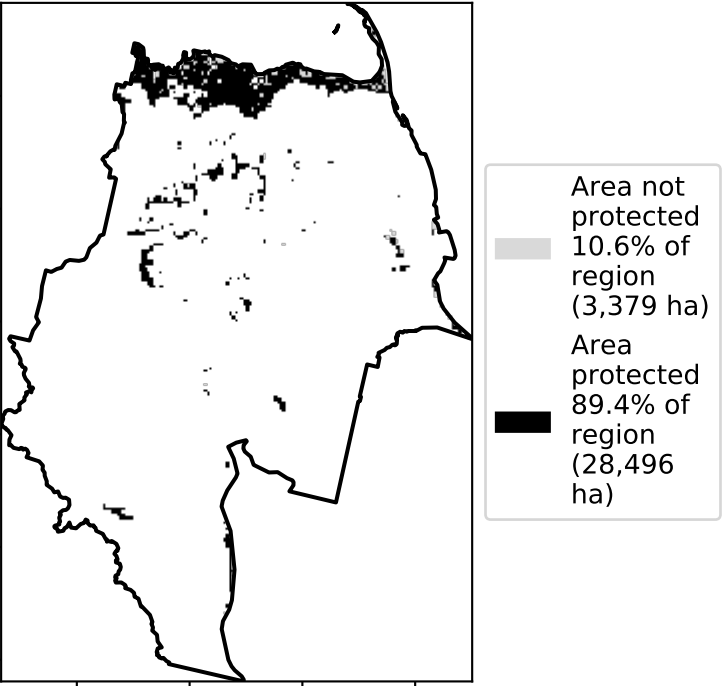 Area not
protected
10.6% of
region
(3,379 ha)
Area
protected
89.4% of
region
(28,496
ha)